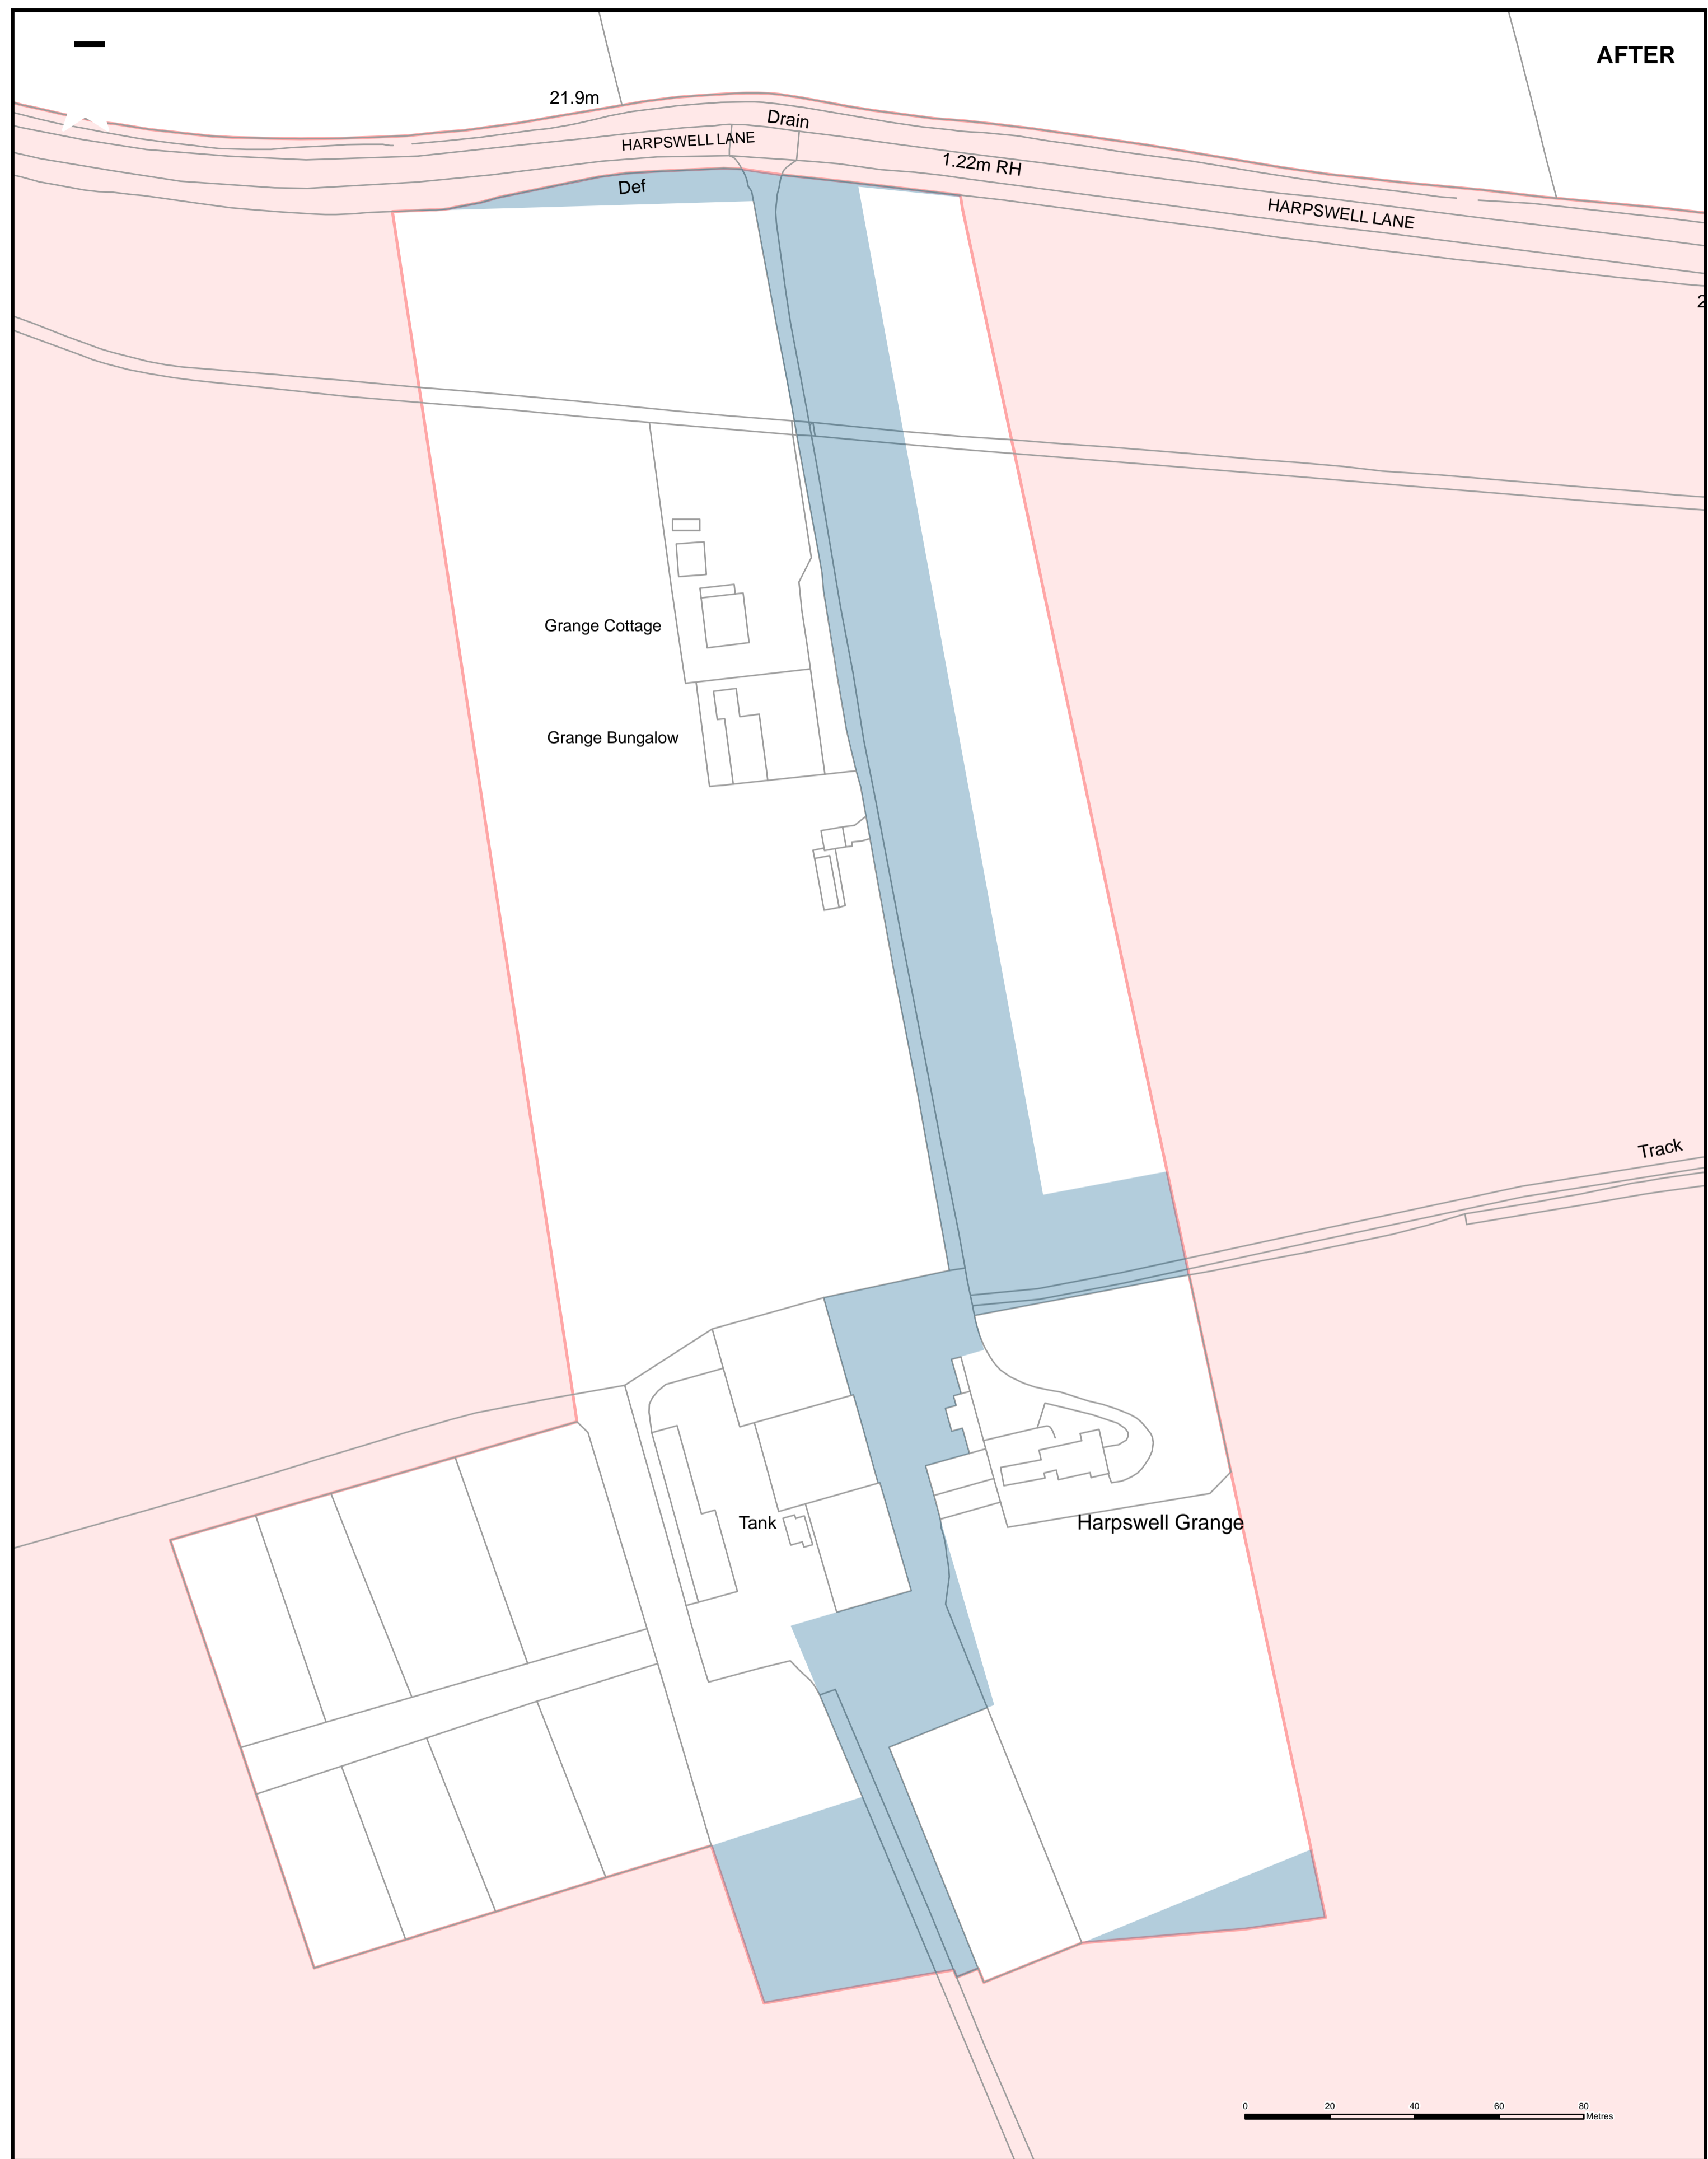 AFTER
21.9m
Drain
HARPSWELL LANE
1.22m RH
Def
HARPSWELL LANE
2
Grange Cottage
Grange Bungalow
Track
Tank
Harpswell Grange
0 20 40 60 80
Metres